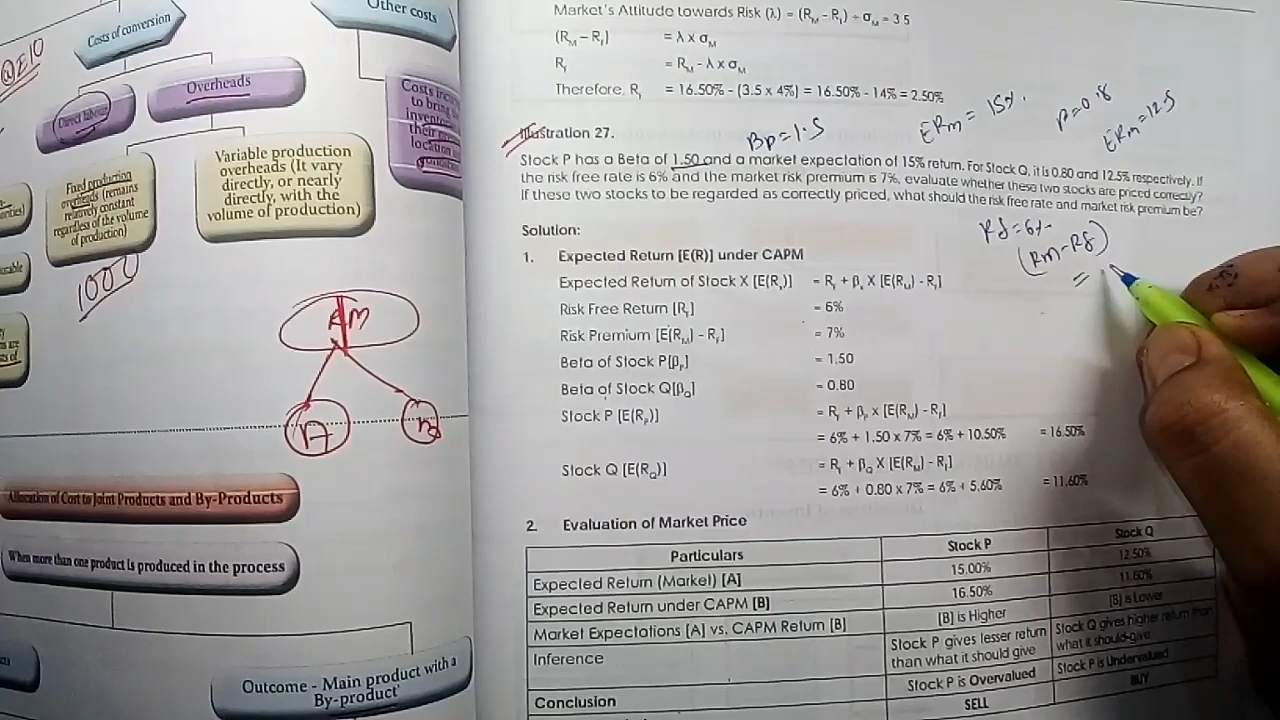 Costs of conversion
Other costs
@E10
Direct labour
Overheads
Costs
to bring
their
location
Fixed production
overheads (remains
relatively constant
regardless of the volume
of production)
Variable production
overheads (It vary
directly, or nearly
directly, with the
volume of production)
1000
Allocation of Cost to Joint Products and By-Products
When more than one product is produced in the process
Outcome - Main product with a
By-product'
Market's Attitude towards Risk (λ) = (RM – Rf) ÷ σM = 3.5
(RM – Rf) = λ x σM
Rf = RM - λ x σM
Therefore, Rf = 16.50% - (3.5 x 4%) = 16.50% - 14% = 2.50%
Illustration 27.
Bp=1.5
ERm = 15%.
β=0.8
ERm=12.5
Stock P has a Beta of 1.50 and a market expectation of 15% return. For Stock Q, it is 0.80 and 12.5% respectively. If
the risk free rate is 6% and the market risk premium is 7%, evaluate whether these two stocks are priced correctly?
If these two stocks to be regarded as correctly priced, what should the risk free rate and market risk premium be?
Rf=6%
(Rm-Rf)
=
Solution:
1. Expected Return [E(R)] under CAPM
Expected Return of Stock X [E(Rx)] = Rf + βx X [E(RM) - Rf]
Risk Free Return [Rf] = 6%
Risk Premium [E(RM) - Rf] = 7%
Beta of Stock P[βP] = 1.50
Beta of Stock Q[βQ] = 0.80
Stock P [E(RP)] = Rf + βP x [E(RM) - Rf]
= 6% + 1.50 x 7% = 6% + 10.50% = 16.50%
Stock Q [E(RQ)] = Rf + βQ X [E(RM) - Rf]
= 6% + 0.80 x 7% = 6% + 5.60% = 11.60%
2. Evaluation of Market Price
Particulars Stock P Stock Q
Expected Return (Market) [A] 15.00% 12.50%
Expected Return under CAPM [B] 16.50% 11.60%
Market Expectations [A] vs. CAPM Return [B] [B] is Higher [B] is Lower
Inference Stock P gives lesser return Stock Q gives higher return than
than what it should give what it should give
Conclusion Stock P is Overvalued Stock P is Undervalued
SELL BUY